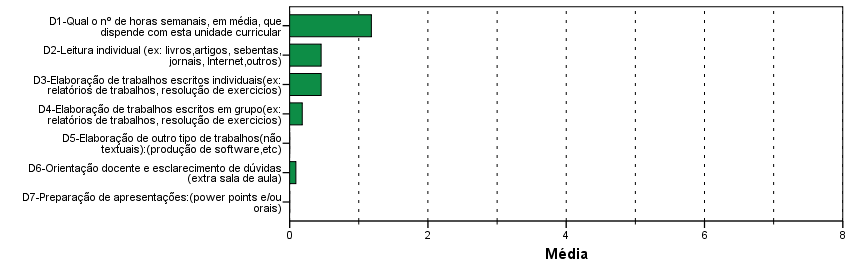 D1-Qual o nº de horas semanais, em média, que
dispende com esta unidade curricular
D2-Leitura individual (ex: livros,artigos, sebentas,
jornais, Internet,outros)
D3-Elaboração de trabalhos escritos individuais(ex:
relatórios de trabalhos, resolução de exercicios)
D4-Elaboração de trabalhos escritos em grupo(ex:
relatórios de trabalhos, resolução de exercicios)
D5-Elaboração de outro tipo de trabalhos(não
textuais):(produção de software,etc)
D6-Orientação docente e esclarecimento de dúvidas
(extra sala de aula)
D7-Preparação de apresentações:(power points e/ou
orais)
0 2 4 6 8
Média